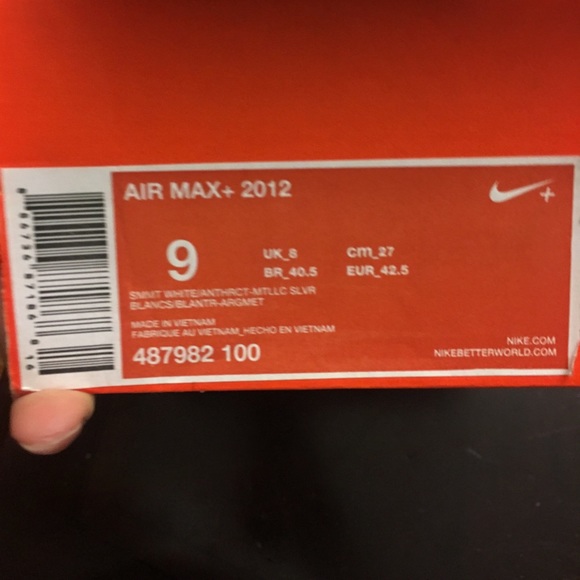 AIR MAX+ 2012
9
UK_8 cm_27
BR_40.5 EUR_42.5
SMMT WHITE/ANTHRCT-MTLLC SLVR
BLANCS/BLANTR-ARGMET
MADE IN VIETNAM
FABRIQUE AU VIETNAM_HECHO EN VIETNAM
487982 100
NIKE.COM
NIKEBETTERWORLD.COM